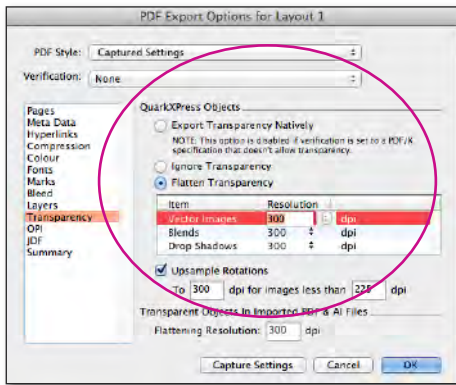 PDF Export Options for Layout 1
PDF Style: Captured Settings
Verification: None
Pages
Meta Data
Hyperlinks
Compression
Colour
Fonts
Marks
Bleed
Layers
Transparency
OPI
JDF
Summary
QuarkXPress Objects
Export Transparency Natively
NOTE: This option is disabled if verification is set to a PDF/X
specification that doesn't allow transparency.
Ignore Transparency
Flatten Transparency
Item Resolution
Vector Images 300 dpi
Blends 300 dpi
Drop Shadows 300 dpi
Upsample Rotations
To 300 dpi for images less than 225 dpi
Transparent Objects In Imported PDF & AI Files
Flattening Resolution: 300 dpi
Capture Settings Cancel OK